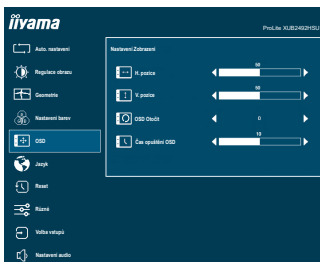 iiyama
ProLite XUB2492HSU
Auto. nastavení
Nastavení Zobrazení
50
Regulace obrazu
H. pozice
50
Geometrie
V. pozice
Nastavení barev
OSD Otočit
0
10
OSD
Čas opuštění OSD
Jazyk
Reset
Různé
Volba vstupů
Nastavení audio